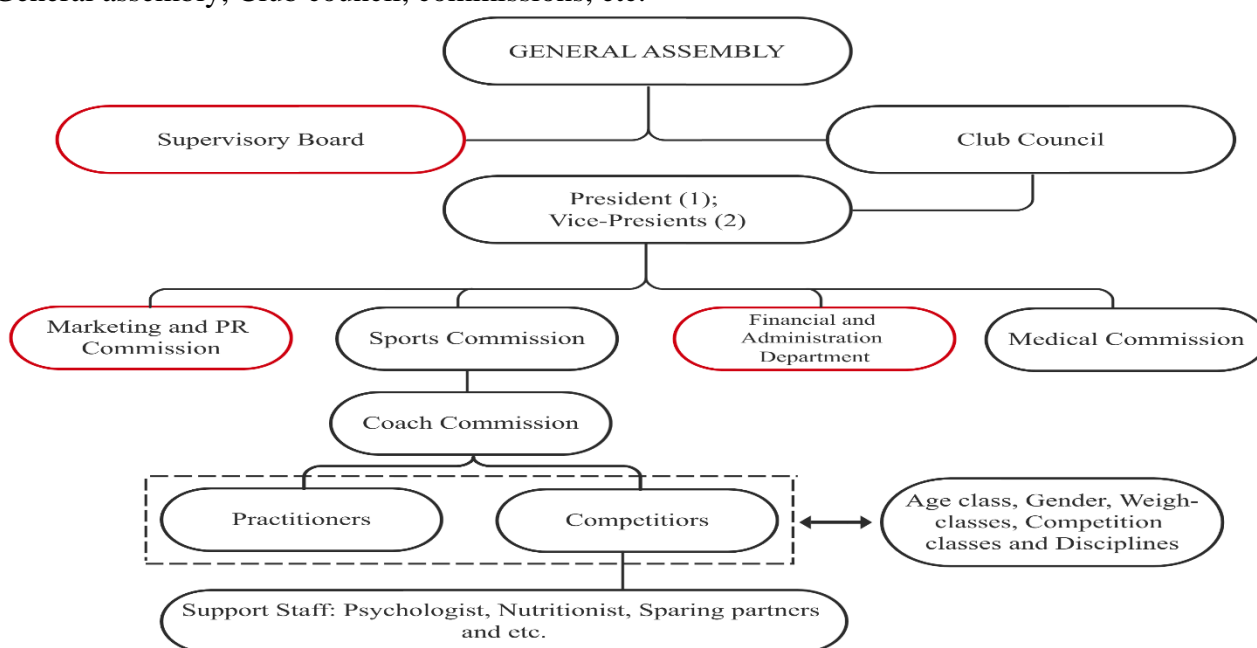 General assembly, Club council, commissions, etc.
GENERAL ASSEMBLY
Supervisory Board
Club Council
President (1);
Vice-Presients (2)
Marketing and PR
Commission
Sports Commission
Financial and
Administration
Department
Medical Commission
Coach Commission
Practitioners
Competitiors
Age class, Gender, Weigh-
classes, Competition
classes and Disciplines
Support Staff: Psychologist, Nutritionist, Sparing partners
and etc.